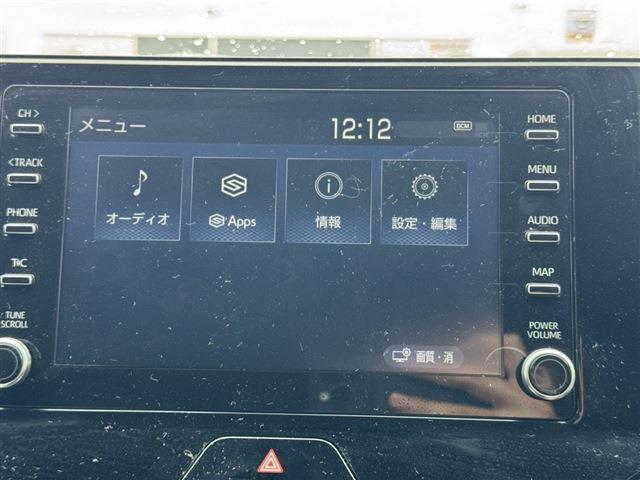 CH >
メニュー
12:12
DCM
HOME
< TRACK
MENU
PHONE
オーディオ
Apps
情報
設定・編集
AUDIO
T&C
MAP
TUNE
SCROLL
画質・消
POWER
VOLUME